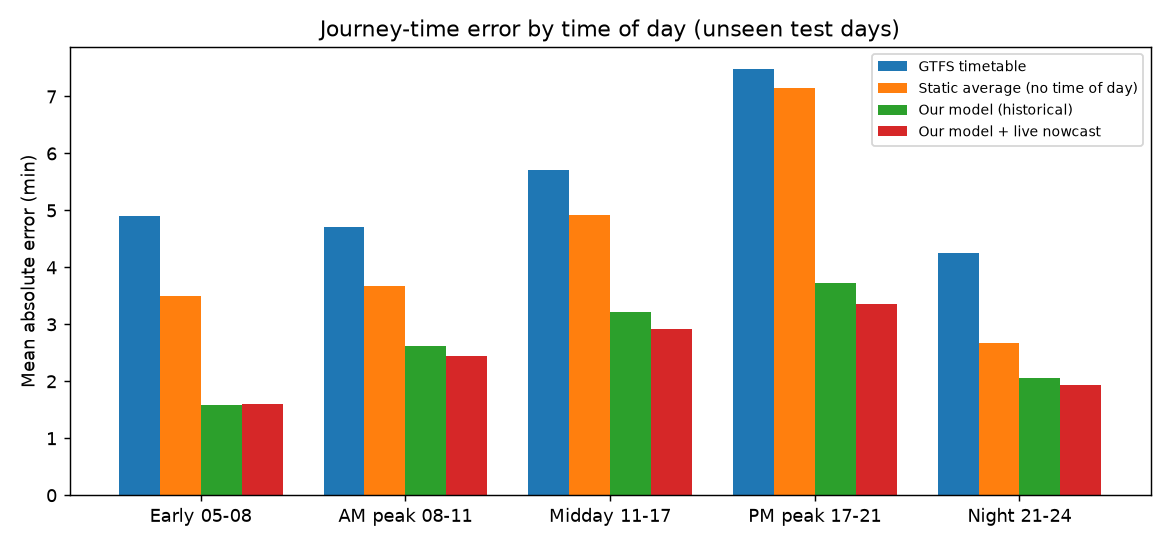 Journey-time error by time of day (unseen test days)
GTFS timetable
Static average (no time of day)
Our model (historical)
Our model + live nowcast
Mean absolute error (min)
7
6
5
4
3
2
1
0
Early 05-08
AM peak 08-11
Midday 11-17
PM peak 17-21
Night 21-24